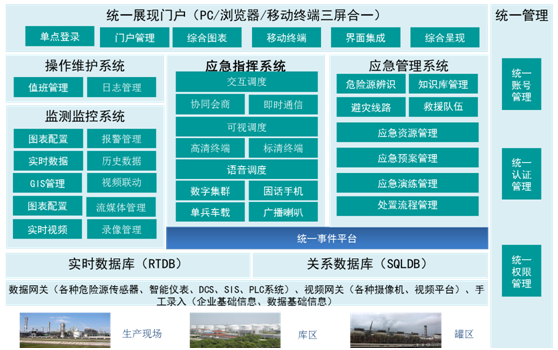 统一展现门户（PC/浏览器/移动终端三屏合一）
单点登录 门户管理 综合图表 移动终端 界面集成 综合呈现
统一管理
统一
账号
管理
统一
认证
管理
统一
权限
管理
操作维护系统
值班管理 日志管理
监测监控系统
图表配置 报警管理
实时数据 历史数据
GIS管理 视频联动
图表配置 流媒体管理
实时视频 录像管理
应急指挥系统
交互调度
协同会商 即时通信
可视调度
高清终端 标清终端
语音调度
数字集群 固话手机
单兵车载 广播喇叭
应急管理系统
危险源辨识 知识库管理
避灾线路 救援队伍
应急资源管理
应急预案管理
应急演练管理
处置流程管理
统一事件平台
实时数据库（RTDB） 关系数据库（SQLDB）
数据网关（各种危险源传感器、智能仪表、DCS、SIS、PLC系统）、视频网关（各种摄像机、视频平台）、手
工录入（企业基础信息、数据基础信息）
生产现场 库区 罐区